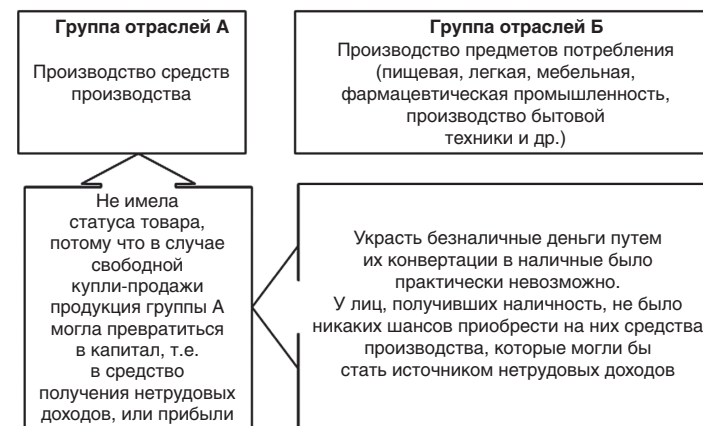 Группа отраслей А
Производство средств
производства
Группа отраслей Б
Производство предметов потребления
(пищевая, легкая, мебельная,
фармацевтическая промышленность,
производство бытовой
техники и др.)
Не имела
статуса товара,
потому что в случае
свободной
купли-продажи
продукция группы А
могла превратиться
в капитал, т.е.
в средство
получения нетрудовых
доходов, или прибыли
Украсть безналичные деньги путем
их конвертации в наличные было
практически невозможно.
У лиц, получивших наличность, не было
никаких шансов приобрести на них средства
производства, которые могли бы
стать источником нетрудовых доходов